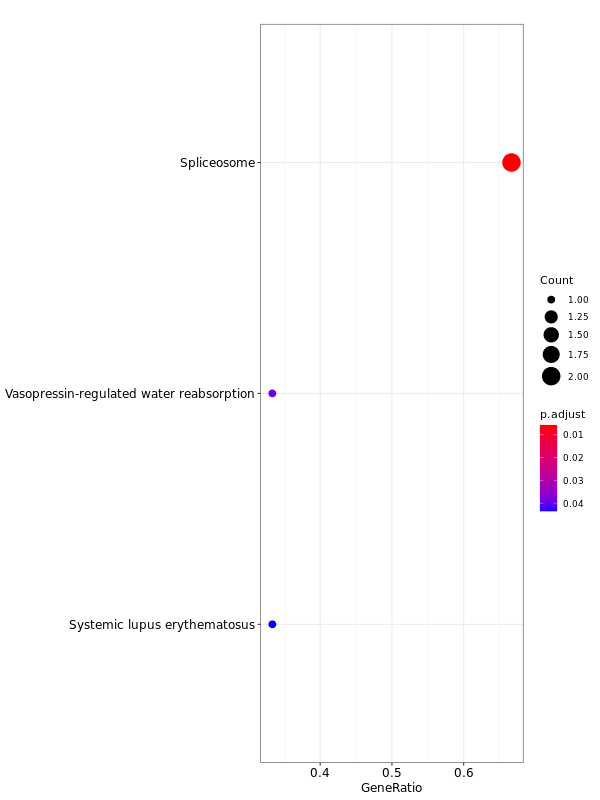 Spliceosome
Vasopressin-regulated water reabsorption
Systemic lupus erythematosus
0.4 0.5 0.6
GeneRatio
Count
1.00
1.25
1.50
1.75
2.00
p.adjust
0.01
0.02
0.03
0.04